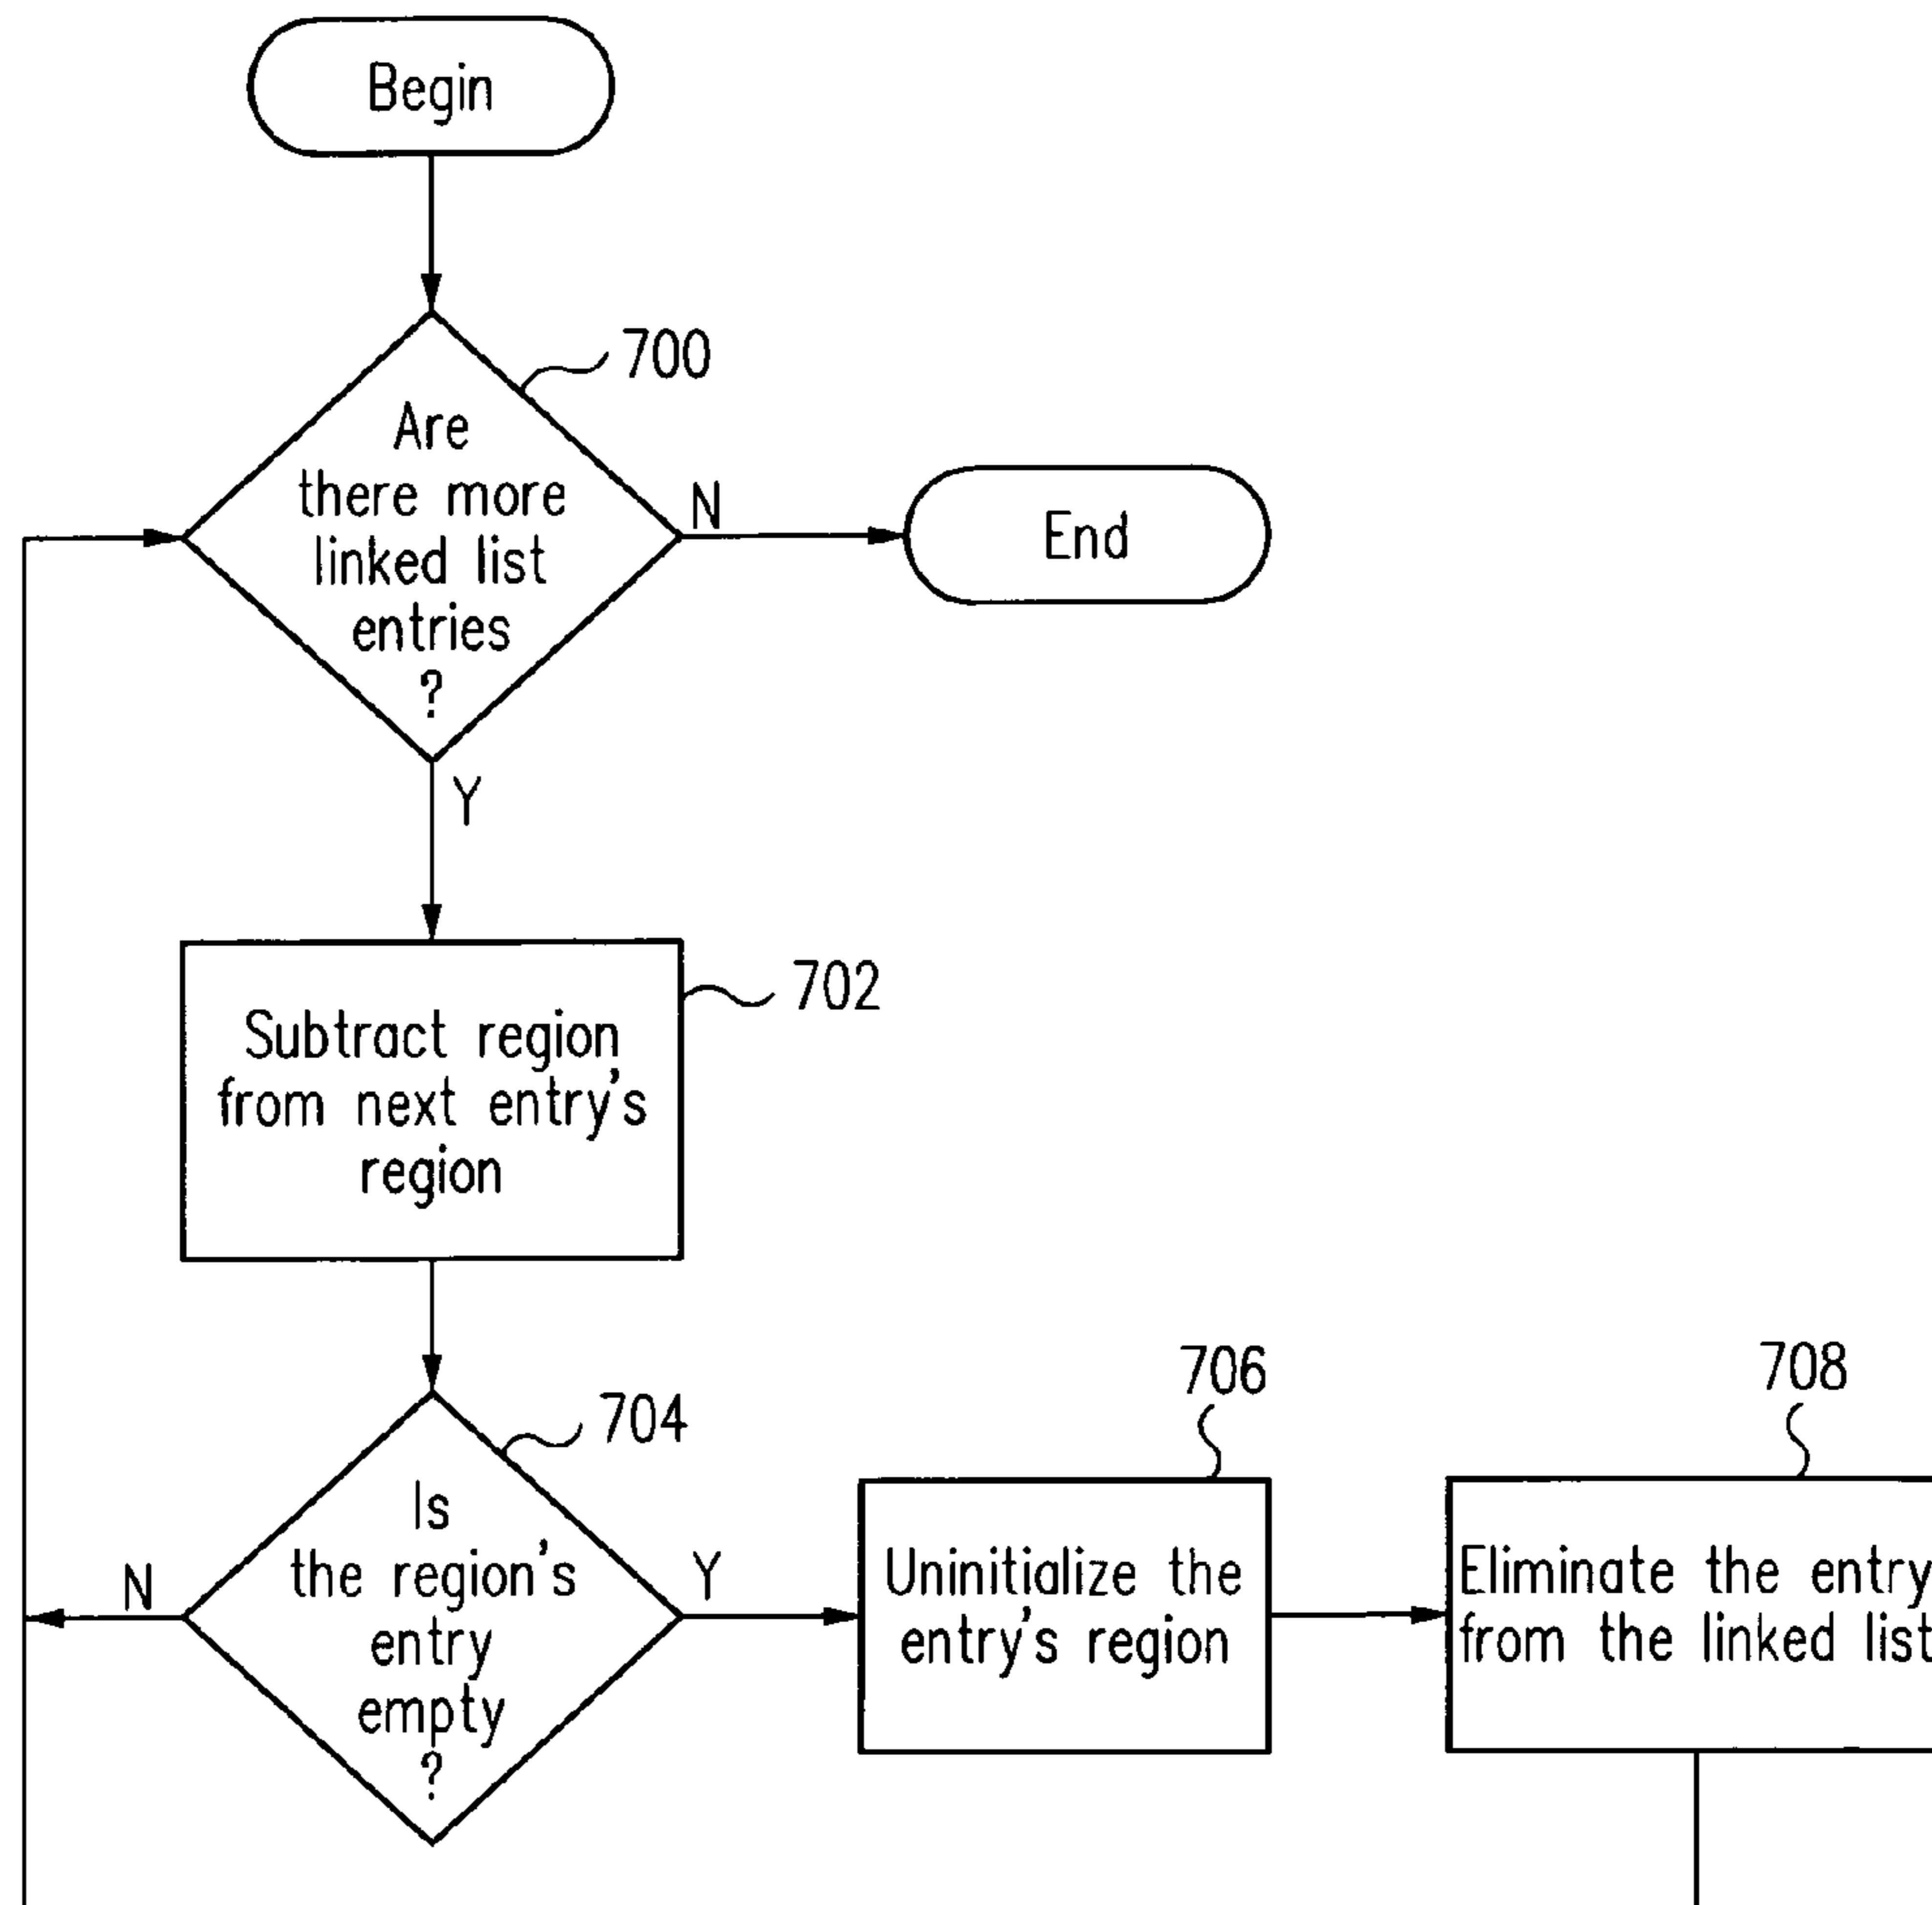 Begin
700
Are
there more
linked list
entries
?
N
End
Y
702
Subtract region
from next entry's
region
704
706
708
Is
the region's
entry
empty
?
N
Y
Uninitialize the
entry's region
Eliminate the entry
from the linked list